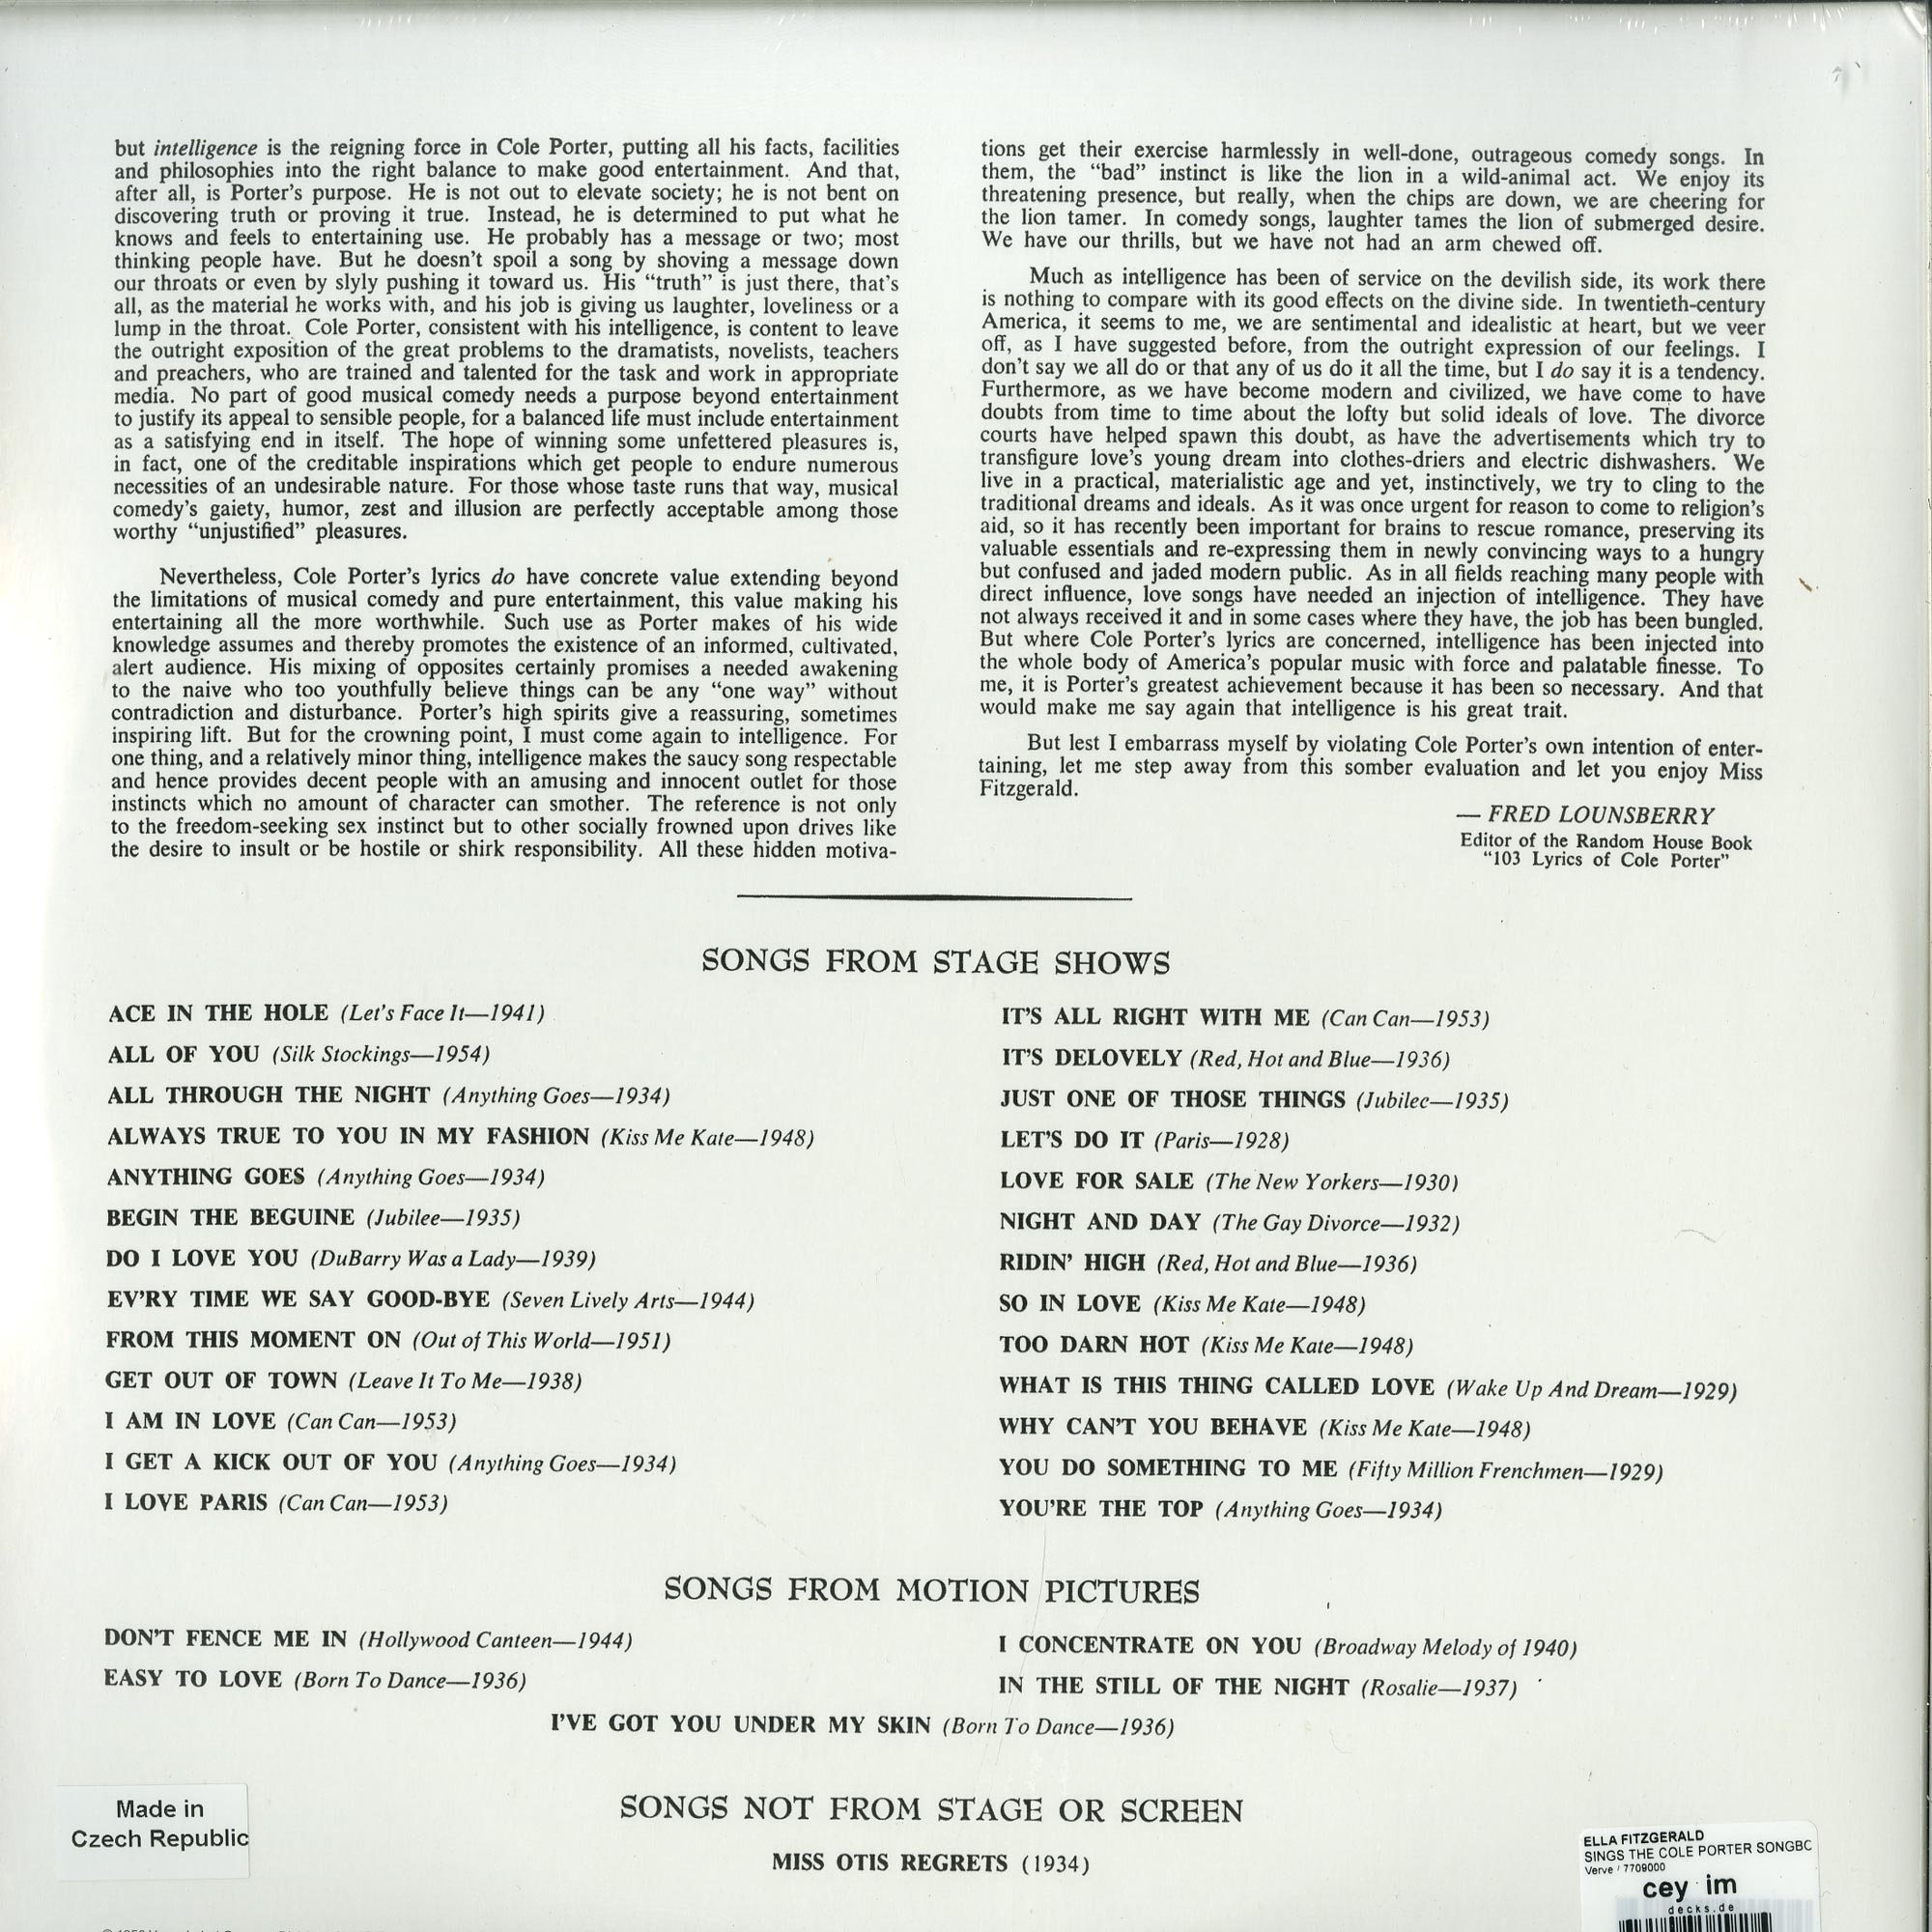 but intelligence is the reigning force in Cole Porter, putting all his facts, facilities
and philosophies into the right balance to make good entertainment. And that,
after all, is Porter's purpose. He is not out to elevate society; he is not bent on
discovering truth or proving it true. Instead, he is determined to put what he
knows and feels to entertaining use. He probably has a message or two; most
thinking people have. But he doesn't spoil a song by shoving a message down
our throats or even by slyly pushing it toward us. His “truth” is just there, that's
all, as the material he works with, and his job is giving us laughter, loveliness or a
lump in the throat. Cole Porter, consistent with his intelligence, is content to leave
the outright exposition of the great problems to the dramatists, novelists, teachers
and preachers, who are trained and talented for the task and work in appropriate
media. No part of good musical comedy needs a purpose beyond entertainment
to justify its appeal to sensible people, for a balanced life must include entertainment
as a satisfying end in itself. The hope of winning some unfettered pleasures is,
in fact, one of the creditable inspirations which get people to endure numerous
necessities of an undesirable nature. For those whose taste runs that way, musical
comedy's gaiety, humor, zest and illusion are perfectly acceptable among those
worthy “unjustified” pleasures.
Nevertheless, Cole Porter's lyrics do have concrete value extending beyond
the limitations of musical comedy and pure entertainment, this value making his
entertaining all the more worthwhile. Such use as Porter makes of his wide
knowledge assumes and thereby promotes the existence of an informed, cultivated,
alert audience. His mixing of opposites certainly promises a needed awakening
to the naive who too youthfully believe things can be any “one way” without
contradiction and disturbance. Porter's high spirits give a reassuring, sometimes
inspiring lift. But for the crowning point, I must come again to intelligence. For
one thing, and a relatively minor thing, intelligence makes the saucy song respectable
and hence provides decent people with an amusing and innocent outlet for those
instincts which no amount of character can smother. The reference is not only
to the freedom-seeking sex instinct but to other socially frowned upon drives like
the desire to insult or be hostile or shirk responsibility. All these hidden motiva-
tions get their exercise harmlessly in well-done, outrageous comedy songs. In
them, the “bad” instinct is like the lion in a wild-animal act. We enjoy its
threatening presence, but really, when the chips are down, we are cheering for
the lion tamer. In comedy songs, laughter tames the lion of submerged desire.
We have our thrills, but we have not had an arm chewed off.
Much as intelligence has been of service on the devilish side, its work there
is nothing to compare with its good effects on the divine side. In twentieth-century
America, it seems to me, we are sentimental and idealistic at heart, but we veer
off, as I have suggested before, from the outright expression of our feelings. I
don't say we all do or that any of us do it all the time, but I do say it is a tendency.
Furthermore, as we have become modern and civilized, we have come to have
doubts from time to time about the lofty but solid ideals of love. The divorce
courts have helped spawn this doubt, as have the advertisements which try to
transfigure love's young dream into clothes-driers and electric dishwashers. We
live in a practical, materialistic age and yet, instinctively, we try to cling to the
traditional dreams and ideals. As it was once urgent for reason to come to religion's
aid, so it has recently been important for brains to rescue romance, preserving its
valuable essentials and re-expressing them in newly convincing ways to a hungry
but confused and jaded modern public. As in all fields reaching many people with
direct influence, love songs have needed an injection of intelligence. They have
not always received it and in some cases where they have, the job has been bungled.
But where Cole Porter's lyrics are concerned, intelligence has been injected into
the whole body of America's popular music with force and palatable finesse. To
me, it is Porter's greatest achievement because it has been so necessary. And that
would make me say again that intelligence is his great trait.
But lest I embarrass myself by violating Cole Porter's own intention of enter-
taining, let me step away from this somber evaluation and let you enjoy Miss
Fitzgerald.
— FRED LOUNSBERRY
Editor of the Random House Book
“103 Lyrics of Cole Porter”
SONGS FROM STAGE SHOWS
ACE IN THE HOLE (Let's Face It—1941)
ALL OF YOU (Silk Stockings—1954)
ALL THROUGH THE NIGHT (Anything Goes—1934)
ALWAYS TRUE TO YOU IN MY FASHION (Kiss Me Kate—1948)
ANYTHING GOES (Anything Goes—1934)
BEGIN THE BEGUINE (Jubilee—1935)
DO I LOVE YOU (DuBarry Was a Lady—1939)
EV'RY TIME WE SAY GOOD-BYE (Seven Lively Arts—1944)
FROM THIS MOMENT ON (Out of This World—1951)
GET OUT OF TOWN (Leave It To Me—1938)
I AM IN LOVE (Can Can—1953)
I GET A KICK OUT OF YOU (Anything Goes—1934)
I LOVE PARIS (Can Can—1953)
IT'S ALL RIGHT WITH ME (Can Can—1953)
IT'S DELOVELY (Red, Hot and Blue—1936)
JUST ONE OF THOSE THINGS (Jubilee—1935)
LET'S DO IT (Paris—1928)
LOVE FOR SALE (The New Yorkers—1930)
NIGHT AND DAY (The Gay Divorce—1932)
RIDIN' HIGH (Red, Hot and Blue—1936)
SO IN LOVE (Kiss Me Kate—1948)
TOO DARN HOT (Kiss Me Kate—1948)
WHAT IS THIS THING CALLED LOVE (Wake Up And Dream—1929)
WHY CAN'T YOU BEHAVE (Kiss Me Kate—1948)
YOU DO SOMETHING TO ME (Fifty Million Frenchmen—1929)
YOU'RE THE TOP (Anything Goes—1934)
SONGS FROM MOTION PICTURES
DON'T FENCE ME IN (Hollywood Canteen—1944)
EASY TO LOVE (Born To Dance—1936)
I CONCENTRATE ON YOU (Broadway Melody of 1940)
IN THE STILL OF THE NIGHT (Rosalie—1937)
I'VE GOT YOU UNDER MY SKIN (Born To Dance—1936)
SONGS NOT FROM STAGE OR SCREEN
MISS OTIS REGRETS (1934)
Made in
Czech Republic
ELLA FITZGERALD
SINGS THE COLE PORTER SONGBO
Verve / 7709000
cey im
decks.de